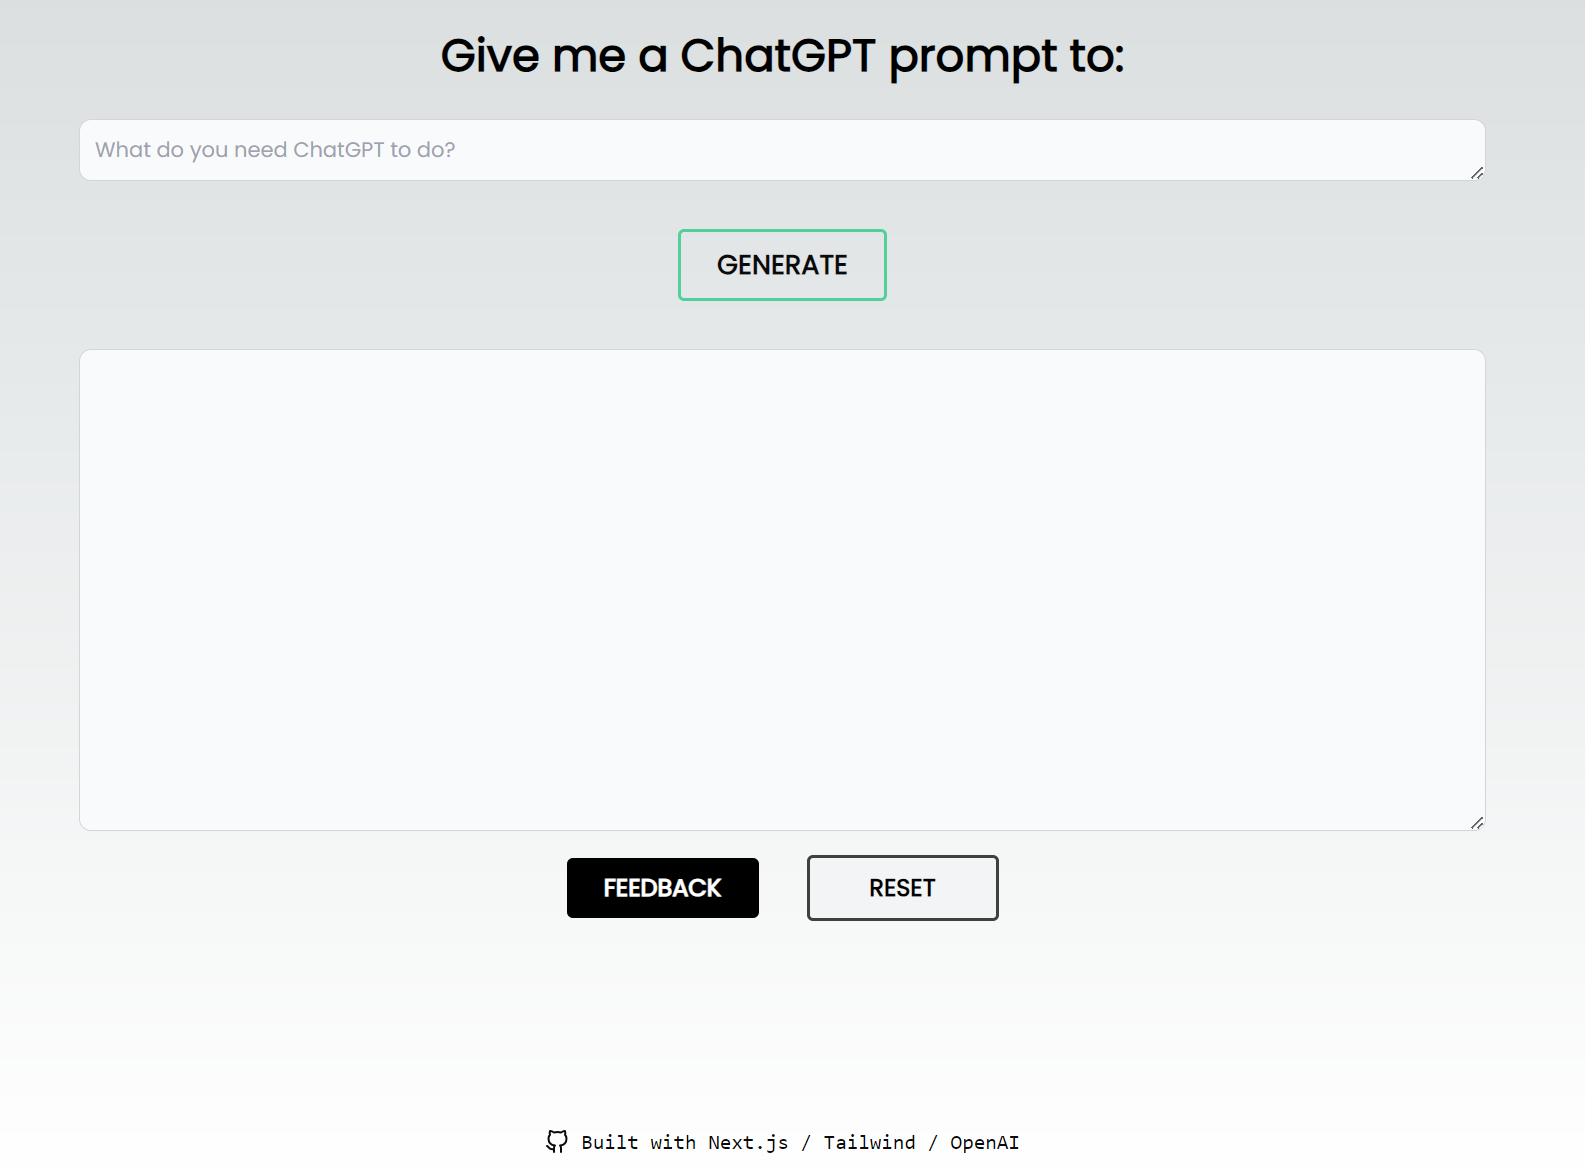 Give me a ChatGPT prompt to:
What do you need ChatGPT to do?
GENERATE
FEEDBACK
RESET
Built with Next.js / Tailwind / OpenAI